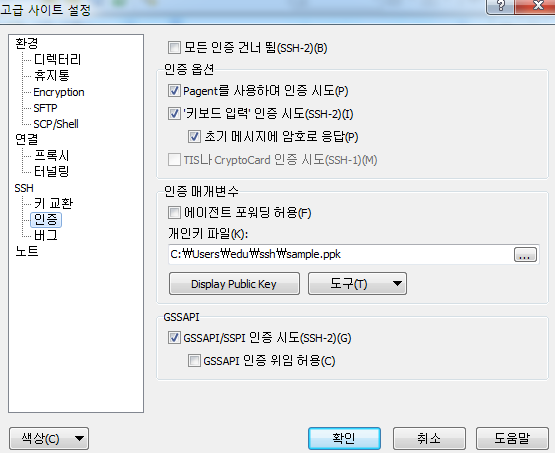 고급 사이트 설정
환경
디렉터리
휴지통
Encryption
SFTP
SCP/Shell
연결
프록시
터널링
SSH
키 교환
인증
버그
노트
모든 인증 건너 뜀(SSH-2)(B)
인증 옵션
Pagent를 사용하며 인증 시도(P)
'키보드 입력' 인증 시도(SSH-2)(I)
초기 메시지에 암호로 응답(P)
TIS나 CryptoCard 인증 시도(SSH-1)(M)
인증 매개변수
에이전트 포워딩 허용(F)
개인키 파일(K):
C:₩Users₩edu₩ssh₩sample.ppk
...
Display Public Key
도구(T)
GSSAPI
GSSAPI/SSPI 인증 시도(SSH-2)(G)
GSSAPI 인증 위임 허용(C)
색상(C)
확인
취소
도움말